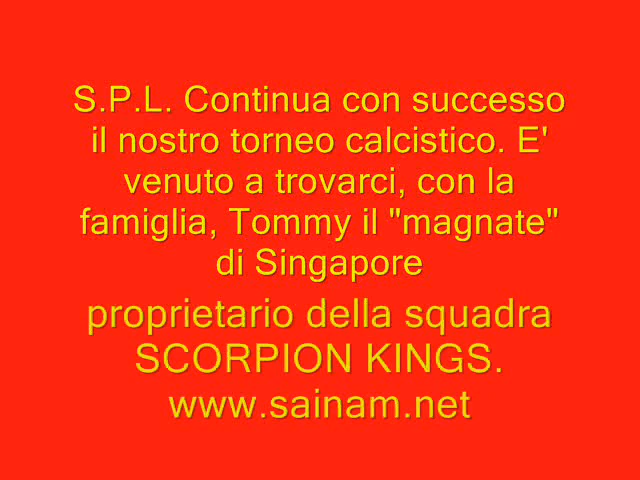 S.P.L. Continua con successo
il nostro torneo calcistico. E'
venuto a trovarci, con la
famiglia, Tommy il "magnate"
di Singapore
proprietario della squadra
SCORPION KINGS.
www.sainam.net